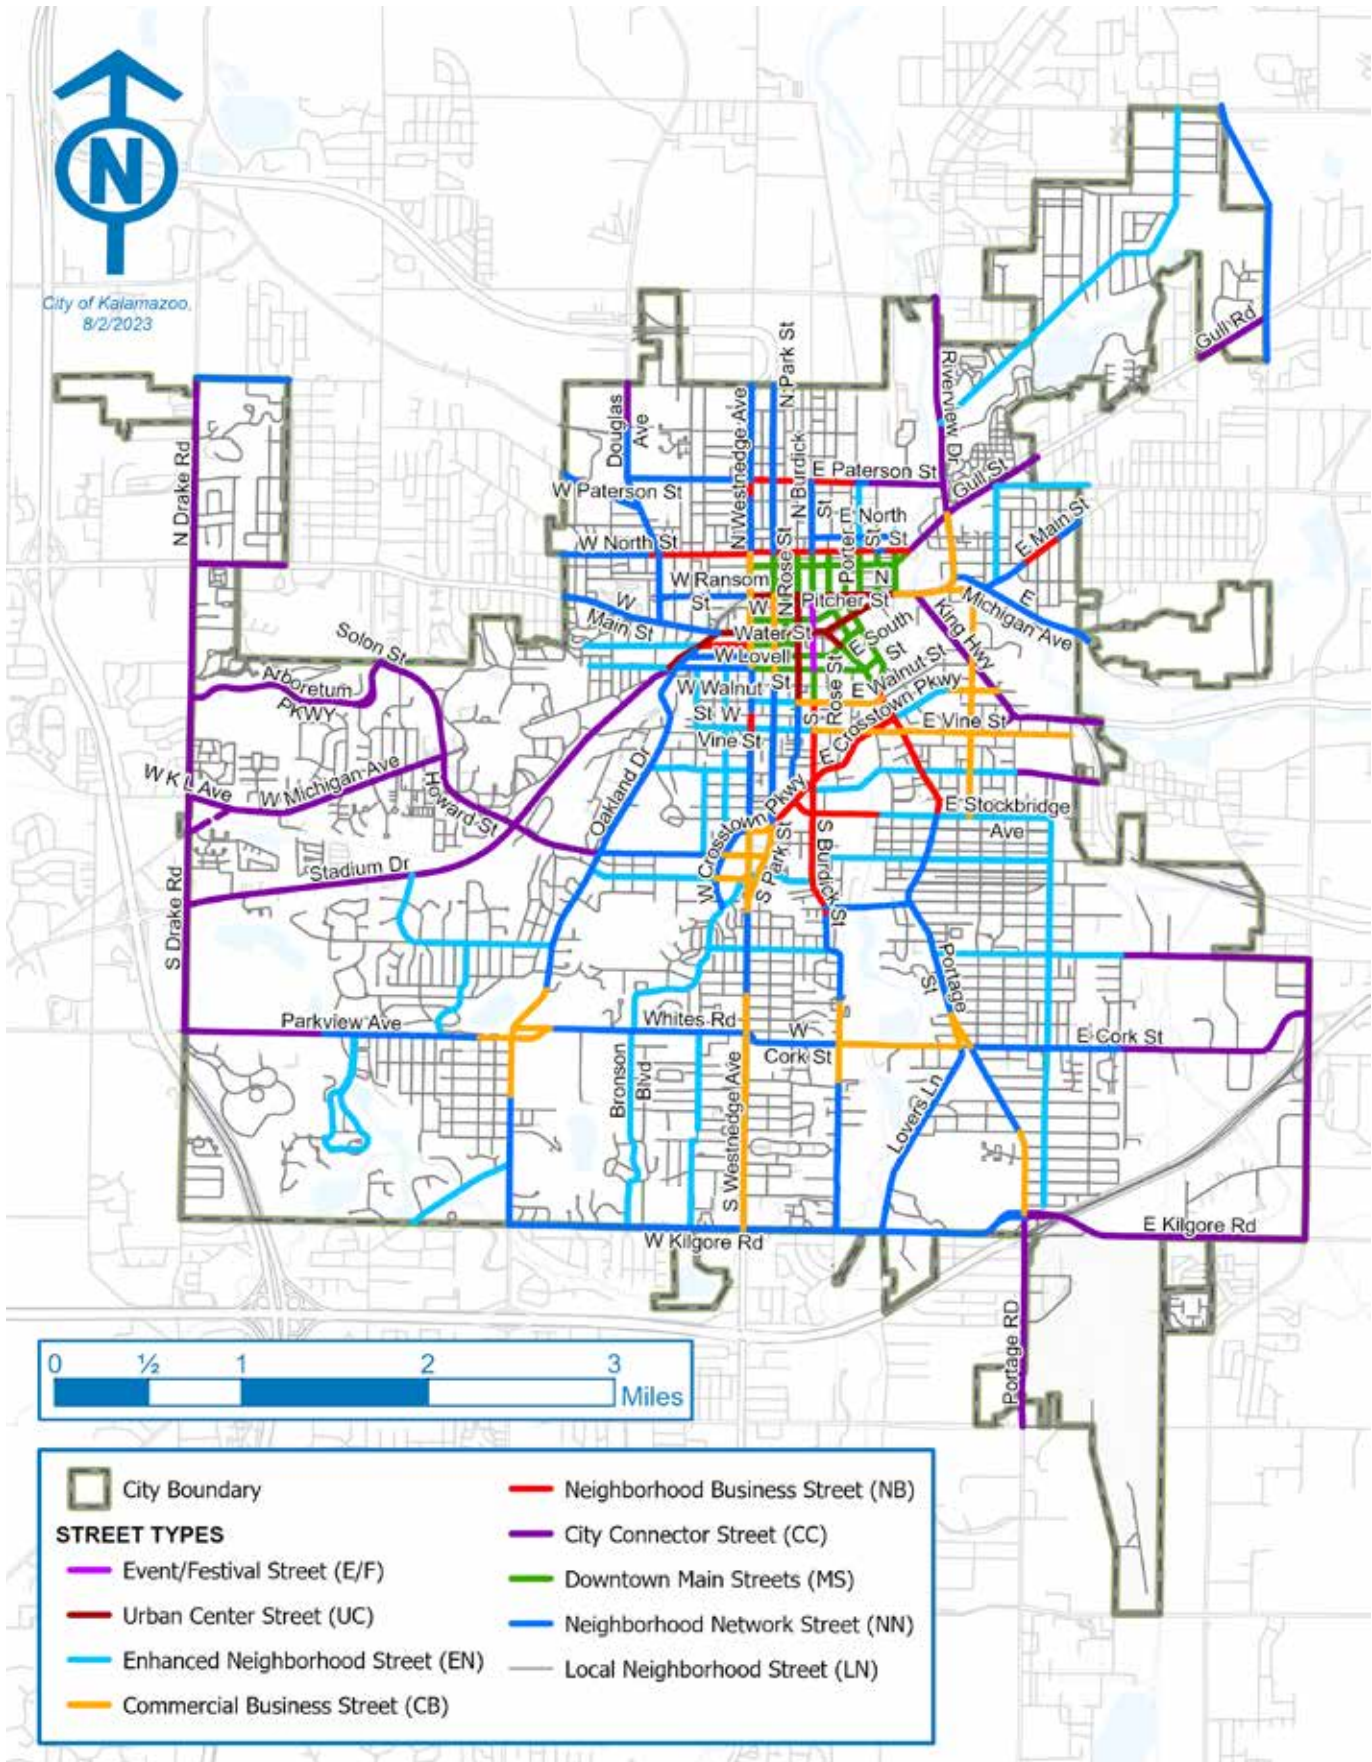 N
City of Kalamazoo,
8/2/2023
N Park St
Gull Rd
Riverview Dr
Douglas
Ave
N Westnedge Ave
N Burdick
St
E Paterson St
Gull St
N Drake Rd
W Paterson St
E North
St
Porter
St
E Main St
W North St
N Rose St
W Ransom
St
N
Pitcher St
W
Main St
W
Water St
E South
St
King Hwy
E
Michigan Ave
Solon St
W Lovell
St
Arboretum
PKWY
W Walnut
St
S
Rose St
E Walnut St
E Crosstown Pkwy
W
Vine St
E Vine St
W K L Ave
W Michigan Ave
Howard St
Oakland Dr
W Crosstown Pkwy
E Stockbridge
Ave
S Park St
S Burdick St
Stadium Dr
S Drake Rd
Portage
St
Parkview Ave
Whites Rd
W
Cork St
E Cork St
Bronson
Blvd
S Westnedge Ave
Lovers Ln
W Kilgore Rd
E Kilgore Rd
Portage RD
0 ½ 1 2 3
Miles
City Boundary
STREET TYPES
Event/Festival Street (E/F)
Urban Center Street (UC)
Enhanced Neighborhood Street (EN)
Commercial Business Street (CB)
Neighborhood Business Street (NB)
City Connector Street (CC)
Downtown Main Streets (MS)
Neighborhood Network Street (NN)
Local Neighborhood Street (LN)